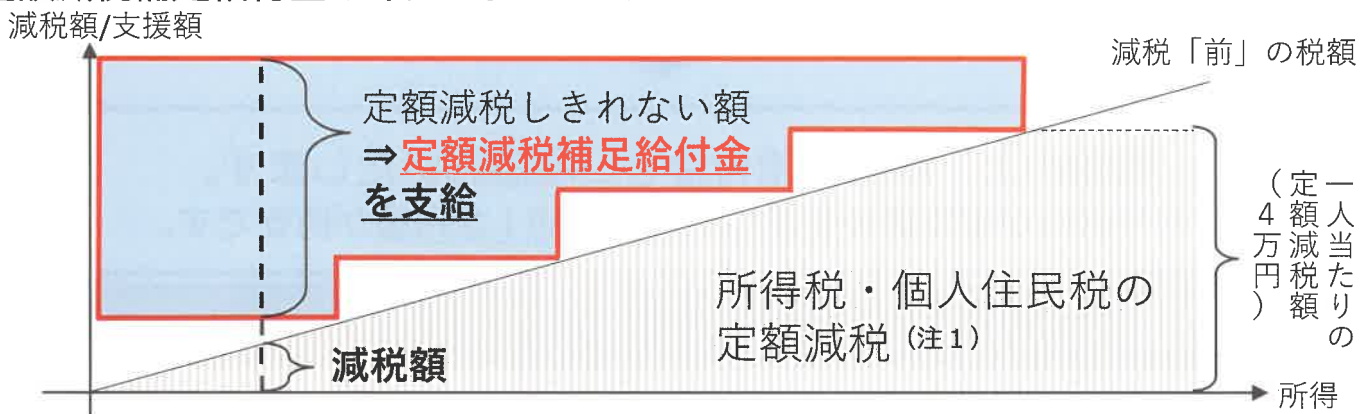 減税額/支援額
減税「前」の税額
定額減税しきれない額
⇒定額減税補足給付金
を支給
一人当たりの
定額減税額
(4万円)
所得税・個人住民税の
定額減税(注1)
減税額
所得